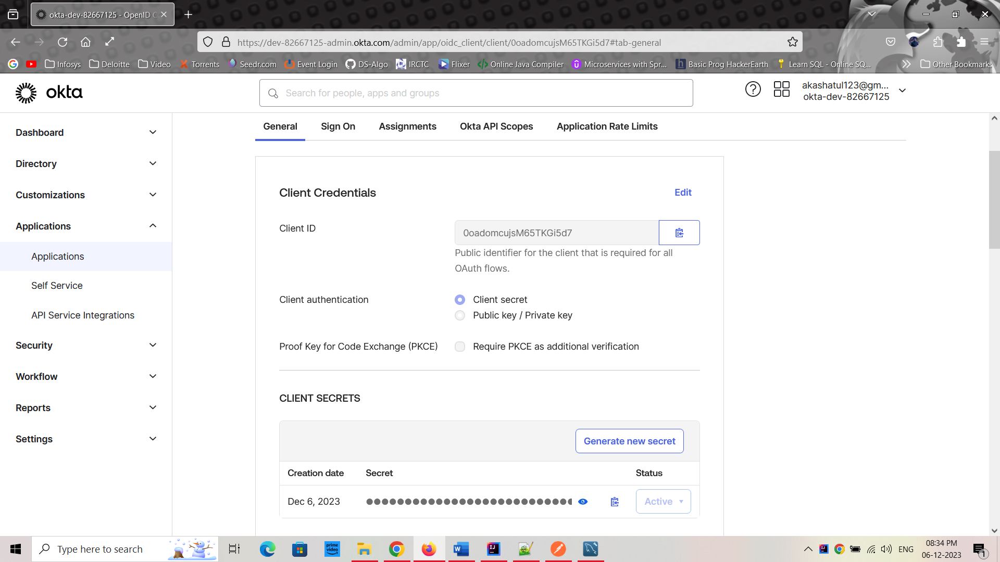 okta-dev-82667125 - OpenID C
https://dev-82667125-admin.okta.com/admin/app/oidc_client/client/0oadomcujsM65TKGi5d7#tab-general
Infosys Deloitte Video Torrents Seedr.com Event Login DS-Algo IRCTC Flixer Online Java Compiler Microservices with Spr... Basic Prog HackerEarth Learn SQL - Online SQ... Other Bookmarks
okta
Search for people, apps and groups
akashatul123@gm...
okta-dev-82667125
Dashboard
Directory
Customizations
Applications
Applications
Self Service
API Service Integrations
Security
Workflow
Reports
Settings
General Sign On Assignments Okta API Scopes Application Rate Limits
Client Credentials Edit
Client ID 0oadomcujsM65TKGi5d7
Public identifier for the client that is required for all
OAuth flows.
Client authentication Client secret
Public key / Private key
Proof Key for Code Exchange (PKCE) Require PKCE as additional verification
CLIENT SECRETS
Generate new secret
Creation date Secret Status
Dec 6, 2023 Active
Type here to search
prime video
ENG
08:34 PM
06-12-2023
1